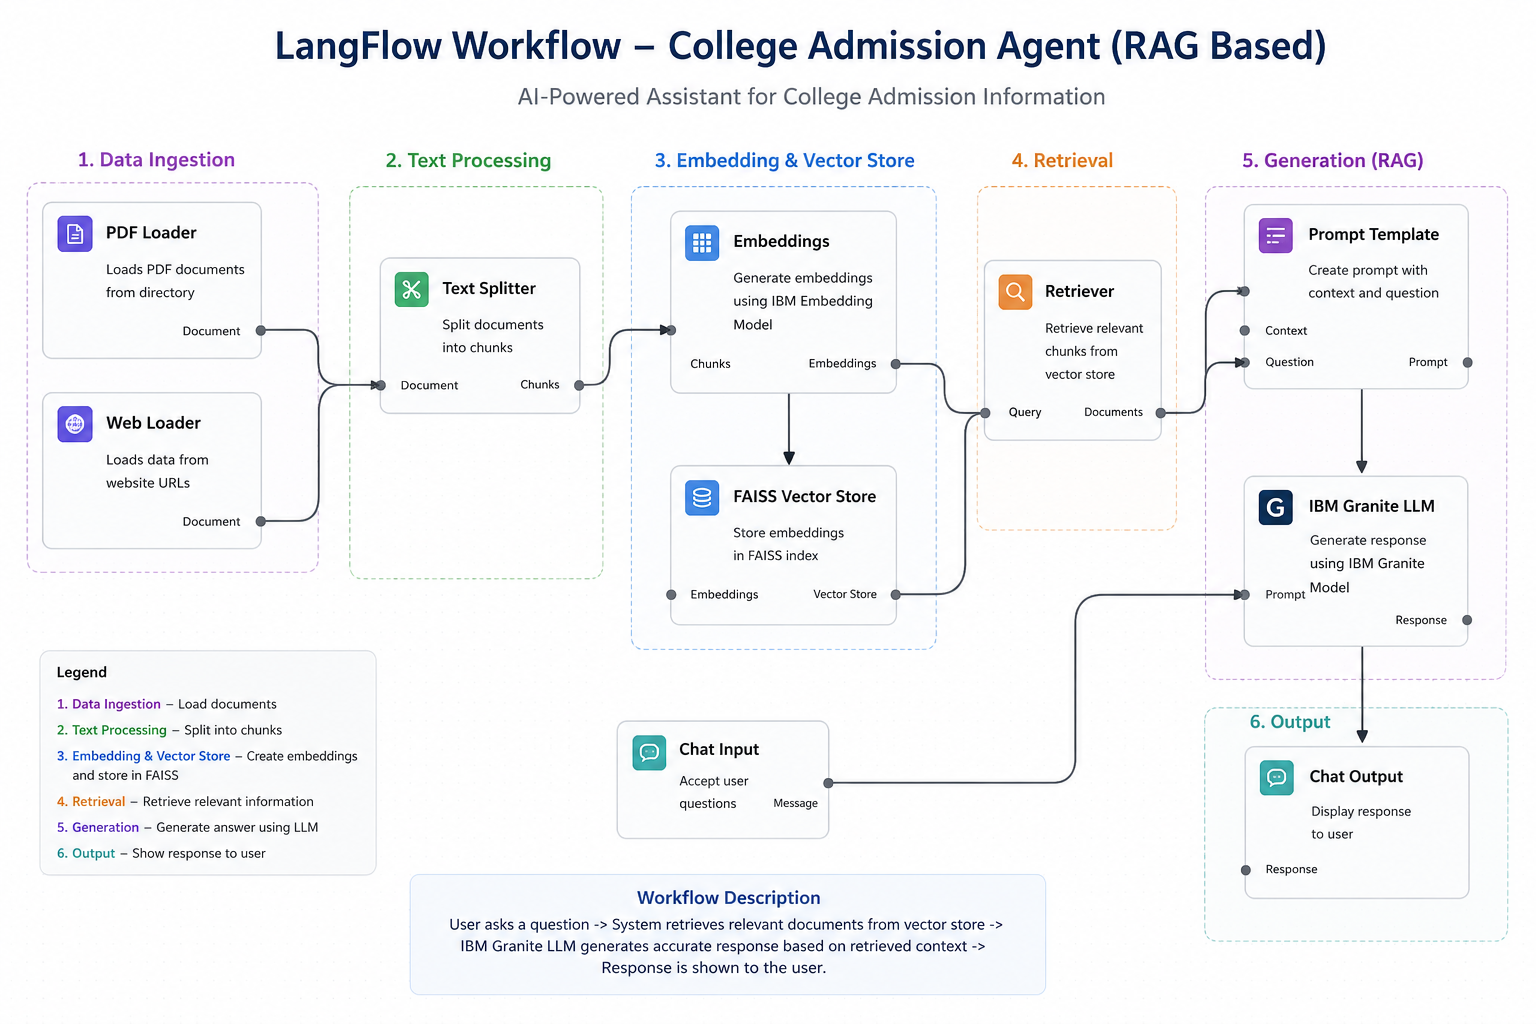 LangFlow Workflow – College Admission Agent (RAG Based)
AI-Powered Assistant for College Admission Information
1. Data Ingestion
PDF Loader
Loads PDF documents
from directory
Document
Web Loader
Loads data from
website URLs
Document
2. Text Processing
Text Splitter
Split documents
into chunks
Document
Chunks
3. Embedding & Vector Store
Embeddings
Generate embeddings
using IBM Embedding
Model
Chunks
Embeddings
FAISS Vector Store
Store embeddings
in FAISS index
Embeddings
Vector Store
4. Retrieval
Retriever
Retrieve relevant
chunks from
vector store
Query
Documents
5. Generation (RAG)
Prompt Template
Create prompt with
context and question
Context
Question
Prompt
G
IBM Granite LLM
Generate response
using IBM Granite
Model
Prompt
Response
6. Output
Chat Output
Display response
to user
Response
Chat Input
Accept user
questions
Message
Legend
1. Data Ingestion – Load documents
2. Text Processing – Split into chunks
3. Embedding & Vector Store – Create embeddings
and store in FAISS
4. Retrieval – Retrieve relevant information
5. Generation – Generate answer using LLM
6. Output – Show response to user
Workflow Description
User asks a question -> System retrieves relevant documents from vector store ->
IBM Granite LLM generates accurate response based on retrieved context ->
Response is shown to the user.